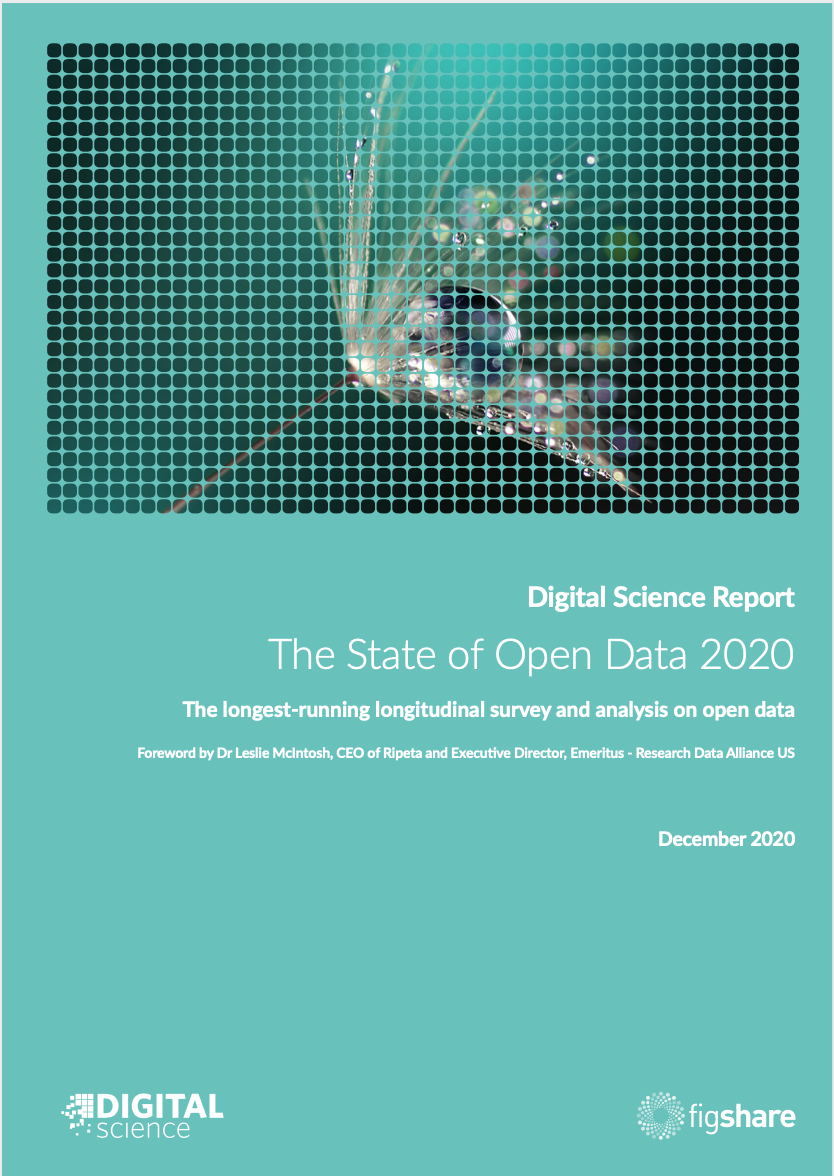 Digital Science Report
The State of Open Data 2020
The longest-running longitudinal survey and analysis on open data
Foreword by Dr Leslie McIntosh, CEO of Ripeta and Executive Director, Emeritus - Research Data Alliance US
December 2020
DIGITAL
science
figshare